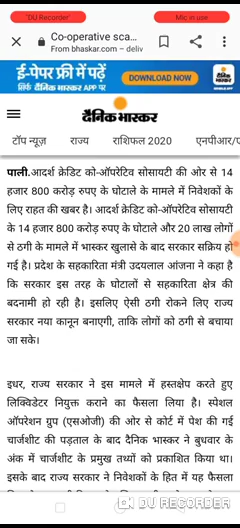 'DU Recorder'
Mic in use
Co-operative sca...
From bhaskar.com – deliv
ई-पेपर फ्री में पढ़ें
सिर्फ दैनिक भास्कर APP पर
DOWNLOAD NOW
दैनिक भास्कर
टॉप न्यूज़ राज्य राशिफल 2020 एनपीआर/ए
पाली. आदर्श क्रेडिट को-ऑपरेटिव सोसायटी की ओर से 14
हजार 800 करोड़ रुपए के घोटाले के मामले में निवेशकों के
लिए राहत की खबर है। आदर्श क्रेडिट को-ऑपरेटिव सोसायटी
के 14 हजार 800 करोड़ रुपए के घोटाले और 20 लाख लोगों
से ठगी के मामले में भास्कर खुलासे के बाद सरकार सक्रिय हो
गई है। प्रदेश के सहकारिता मंत्री उदयलाल आंजना ने कहा है
कि सरकार इस तरह के घोटालों से सहकारिता क्षेत्र की
बदनामी हो रही है। इसलिए ऐसी ठगी रोकने लिए राज्य
सरकार नया कानून बनाएगी, ताकि लोगों को ठगी से बचाया
जा सके।
इधर, राज्य सरकार ने इस मामले में हस्तक्षेप करते हुए
लिक्विडेटर नियुक्त कराने का फैसला लिया है। स्पेशल
ऑपरेशन ग्रुप (एसओजी) की ओर से कोर्ट में पेश की गई
चार्जशीट की पड़ताल के बाद दैनिक भास्कर ने बुधवार के
अंक में चार्जशीट के प्रमुख तथ्यों को प्रकाशित किया था।
इसके बाद राज्य सरकार ने निवेशकों के हित में यह फैसला
DU RECORDER